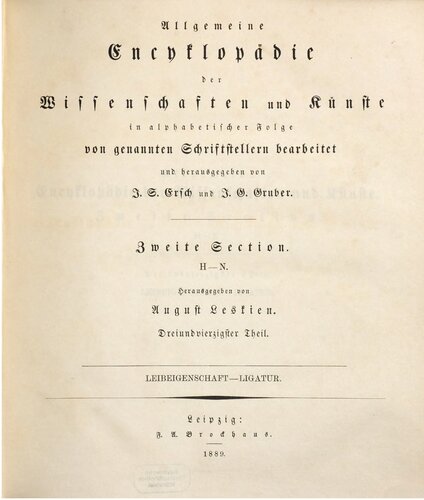 Allgemeine
Encyklopädie
der
Wissenschaften und Künste
in alphabetischer Folge
von genannten Schriftstellern bearbeitet
und herausgegeben von
J. S. Ersch und J. G. Gruber.
Zweite Section.
H—N.
Herausgegeben von
August Leskien.
Dreiundvierzigster Theil.
LEIBEIGENSCHAFT—LIGATUR.
Leipzig:
F. A. Brockhaus.
1889.